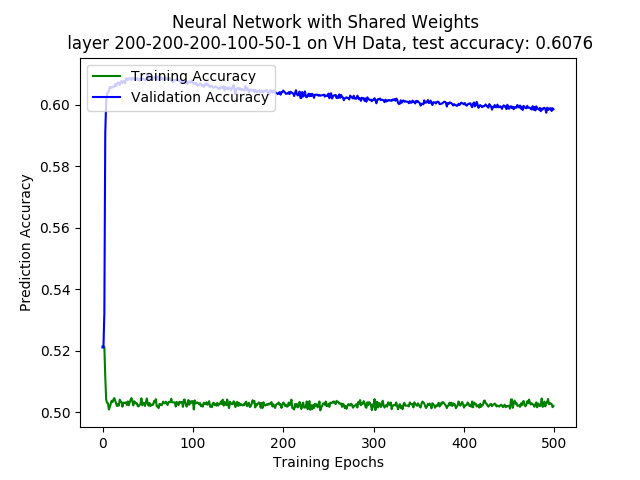 Neural Network with Shared Weights
layer 200-200-200-100-50-1 on VH Data, test accuracy: 0.6076
Training Accuracy
Validation Accuracy
0.60
0.58
0.56
0.54
0.52
0.50
Prediction Accuracy
0 100 200 300 400 500
Training Epochs